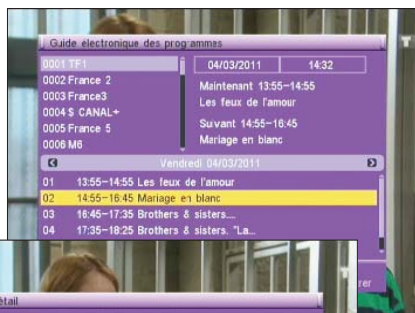 Guide électronique des programmas
0001 TF1
0002 France 2
0003 France3
0004 S CANAL+
0005 France 5
0006 M6
04/03/2011
14:32
Maintenant 13:55-14:55
Les feux de l'amour
Suivant 14:55-16:45
Mariage en blanc
Vendredi 04/03/2011
01 13:55-14:55 Les feux de l'amour
02 14:55-16:45 Mariage en blanc
03 16:45-17:35 Brothers & sisters....
04 17:35-18:25 Brothers & sisters. "La...
rer
étail